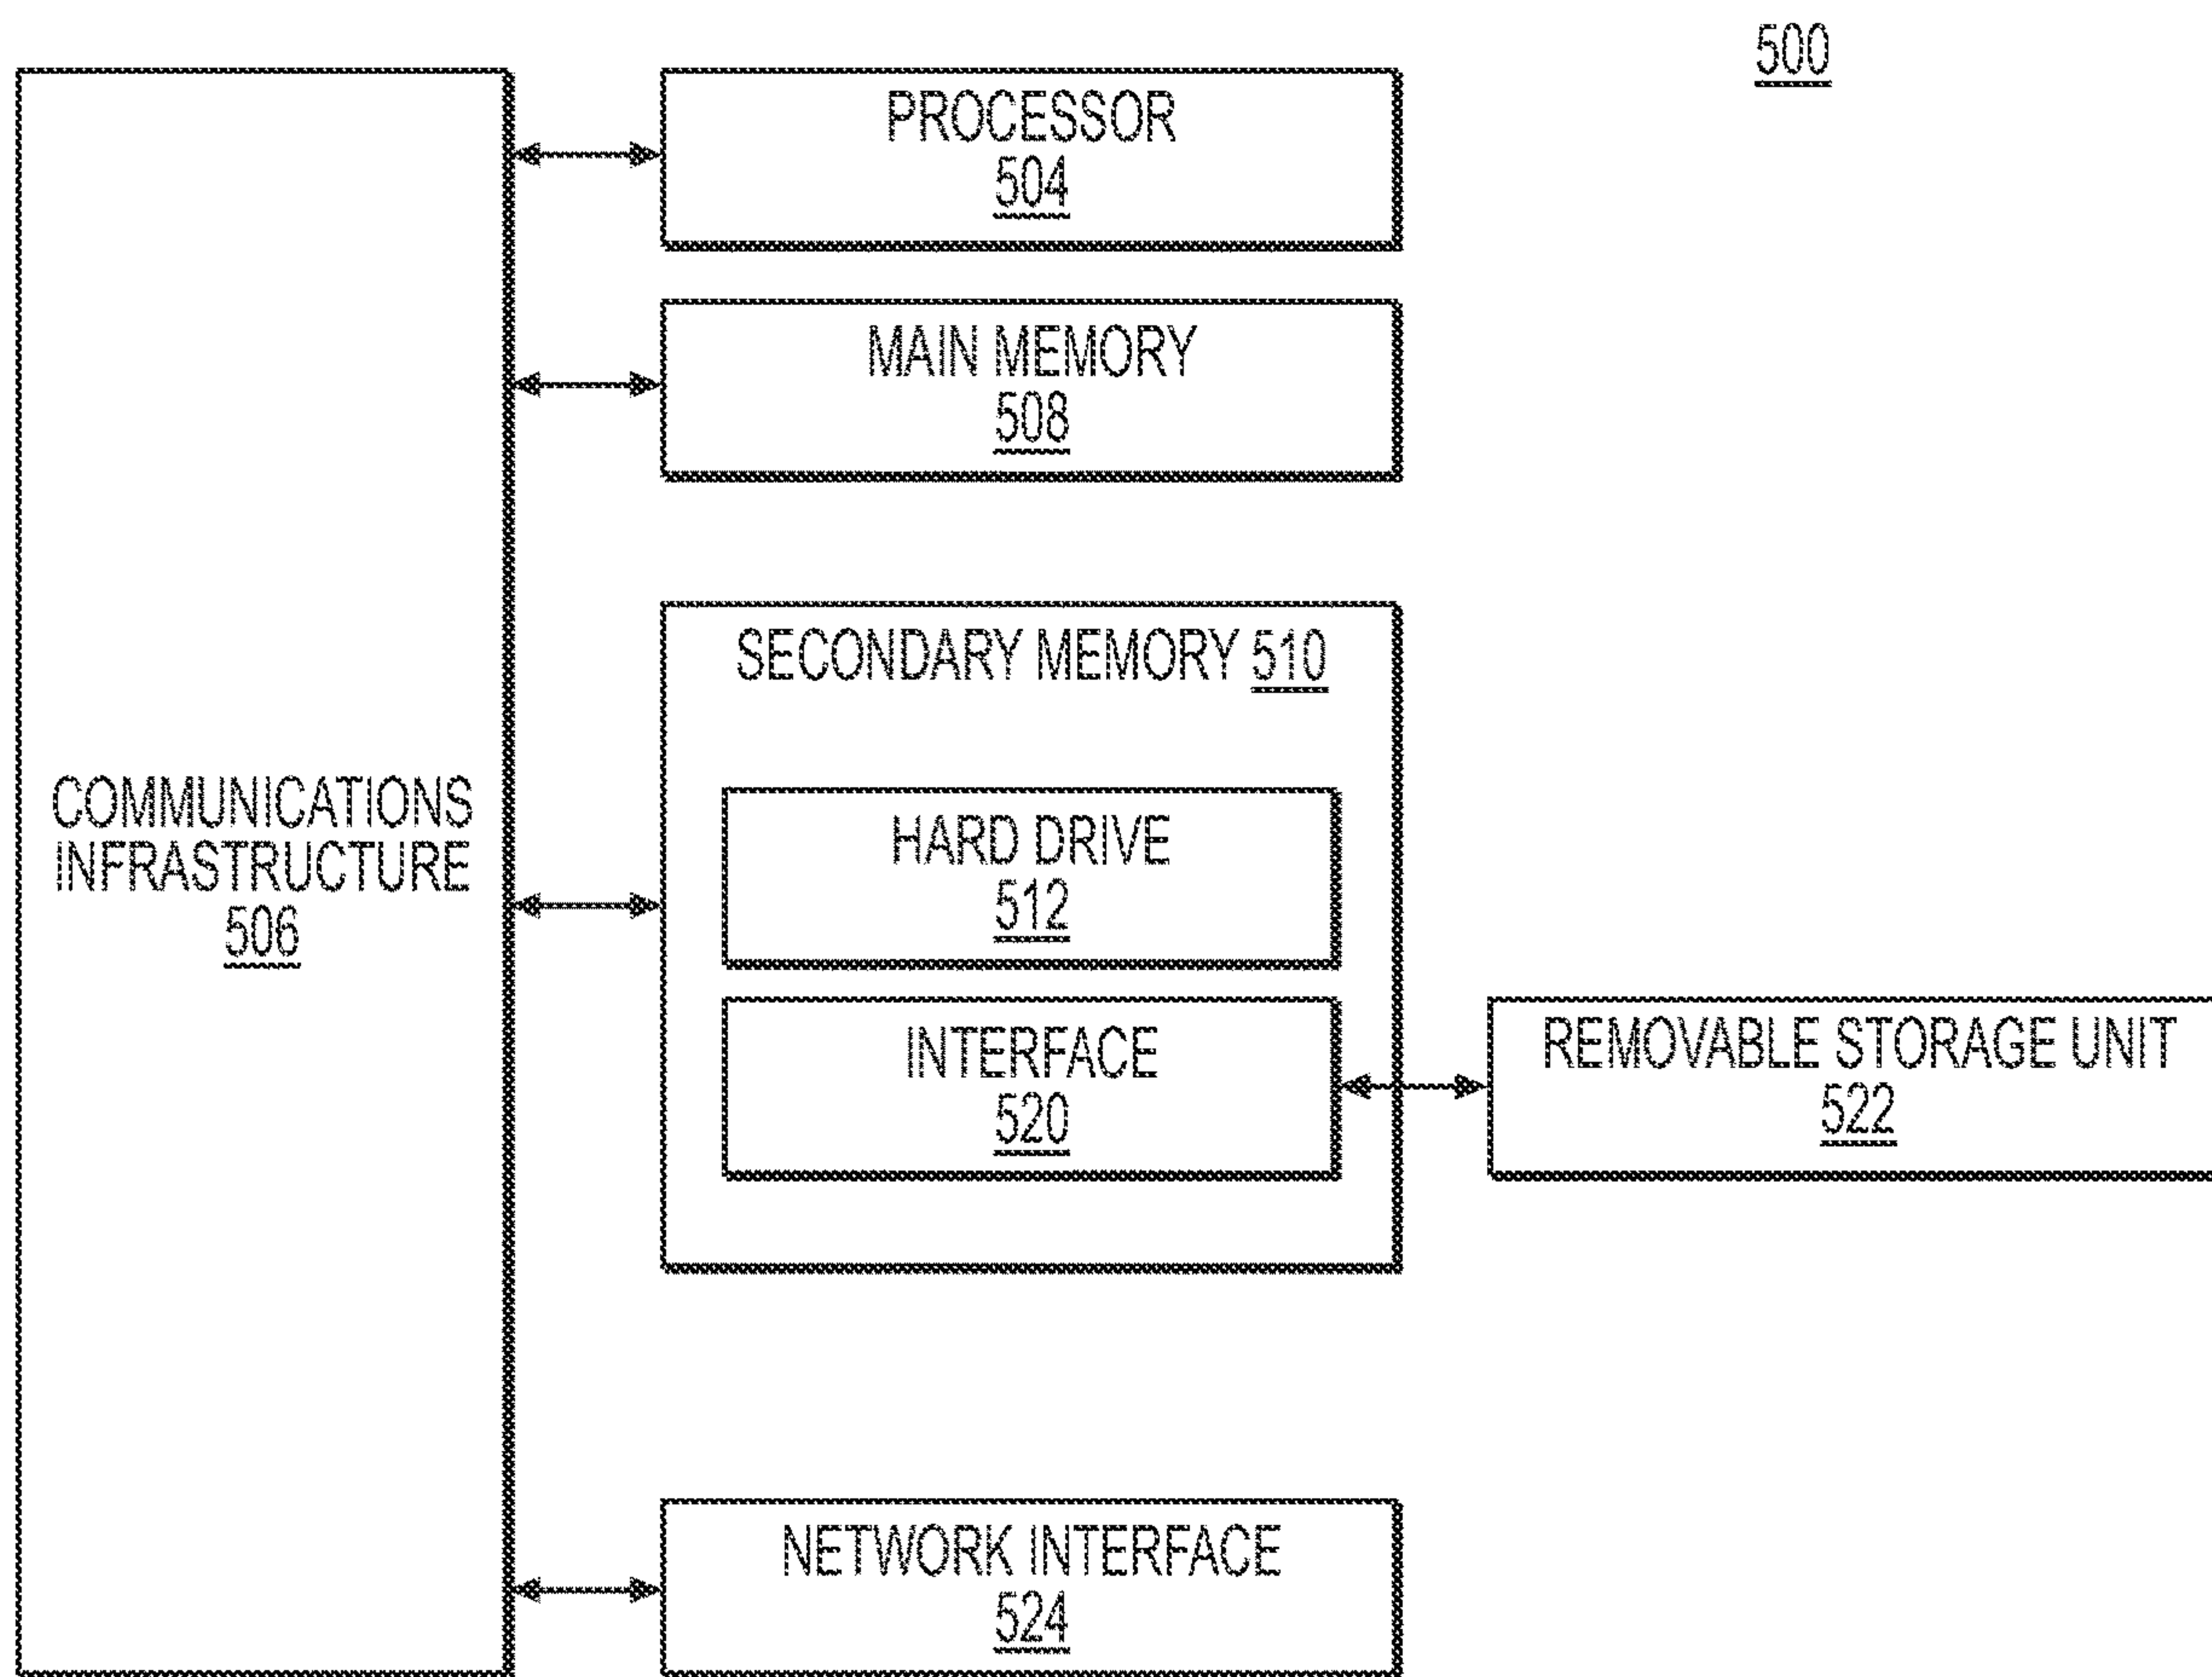 500
PROCESSOR
504
MAIN MEMORY
508
SECONDARY MEMORY 510
HARD DRIVE
512
COMMUNICATIONS
INFRASTRUCTURE
506
INTERFACE
520
REMOVABLE STORAGE UNIT
522
NETWORK INTERFACE
524